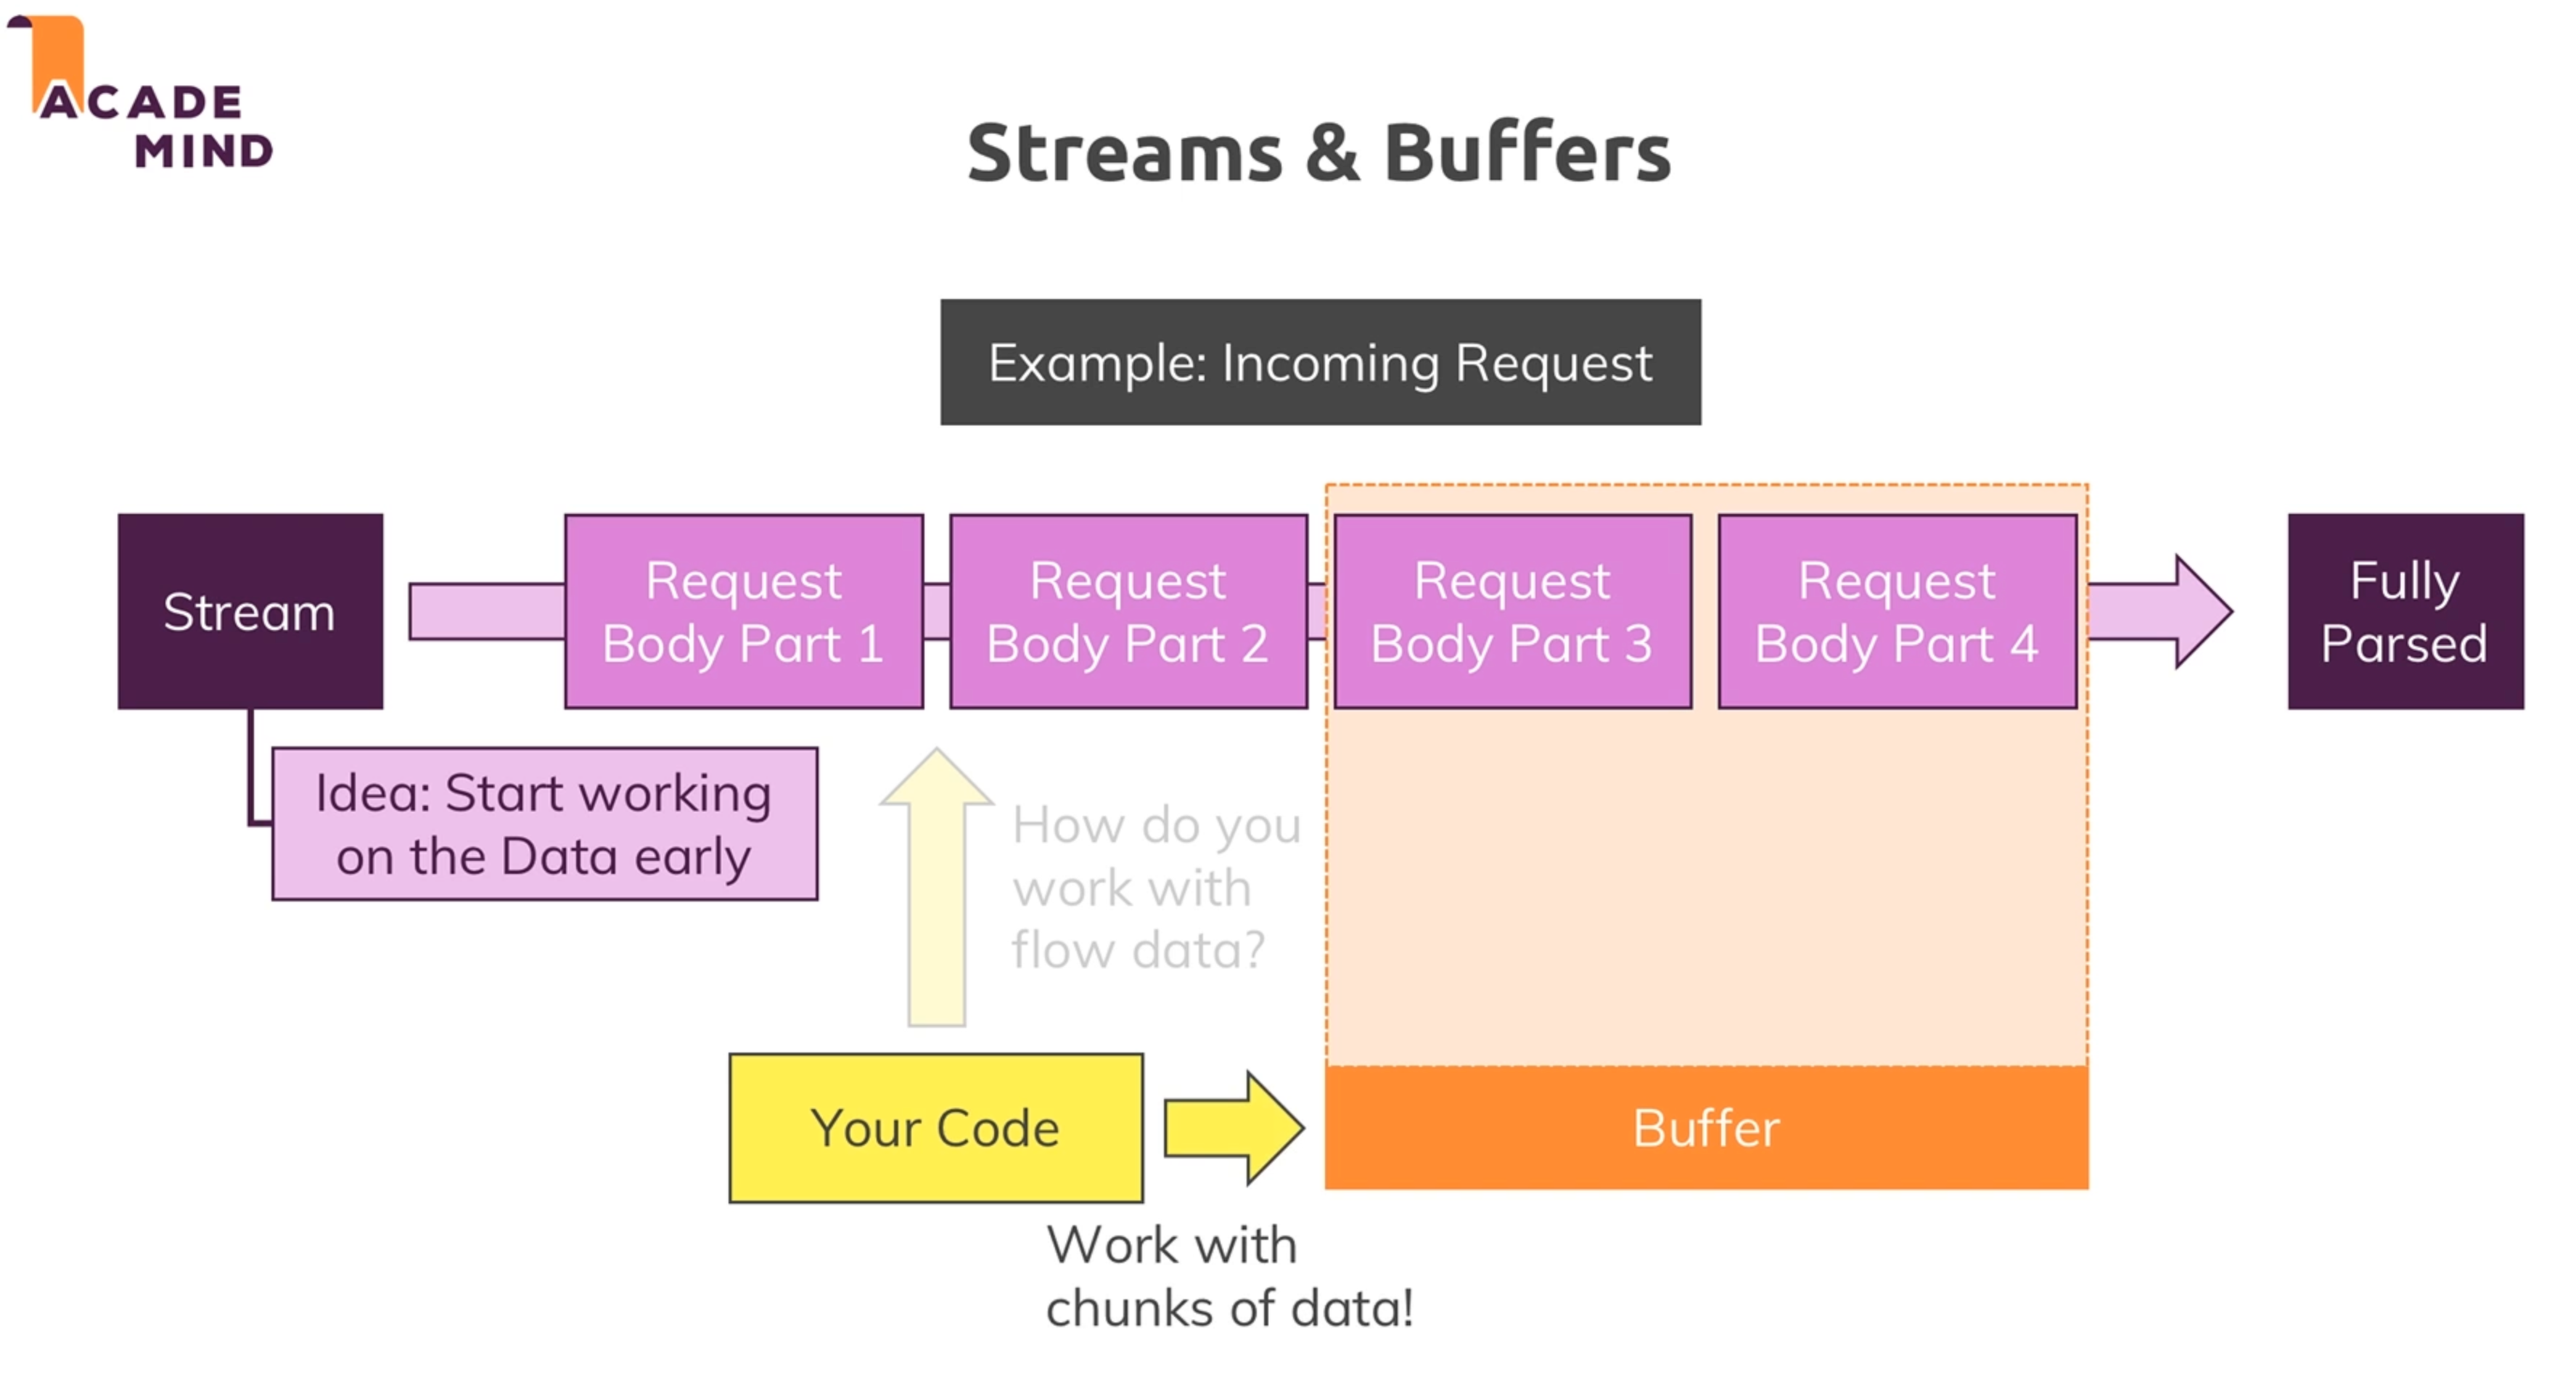 ACADE
MIND
Streams & Buffers
Example: Incoming Request
Stream
Request
Body Part 1
Request
Body Part 2
Request
Body Part 3
Request
Body Part 4
Fully
Parsed
Idea: Start working
on the Data early
How do you
work with
flow data?
Your Code
Buffer
Work with
chunks of data!